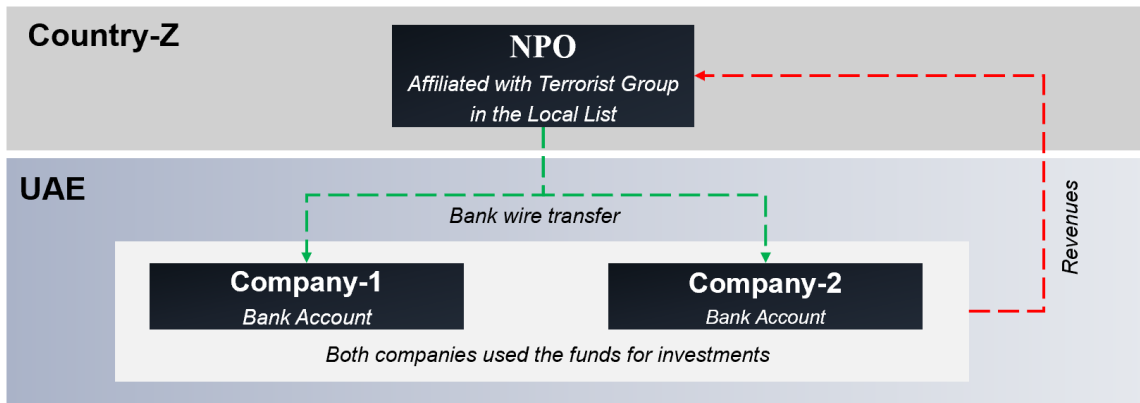 Country-Z
NPO
Affiliated with Terrorist Group
in the Local List
UAE
Bank wire transfer
Revenues
Company-1
Bank Account
Company-2
Bank Account
Both companies used the funds for investments